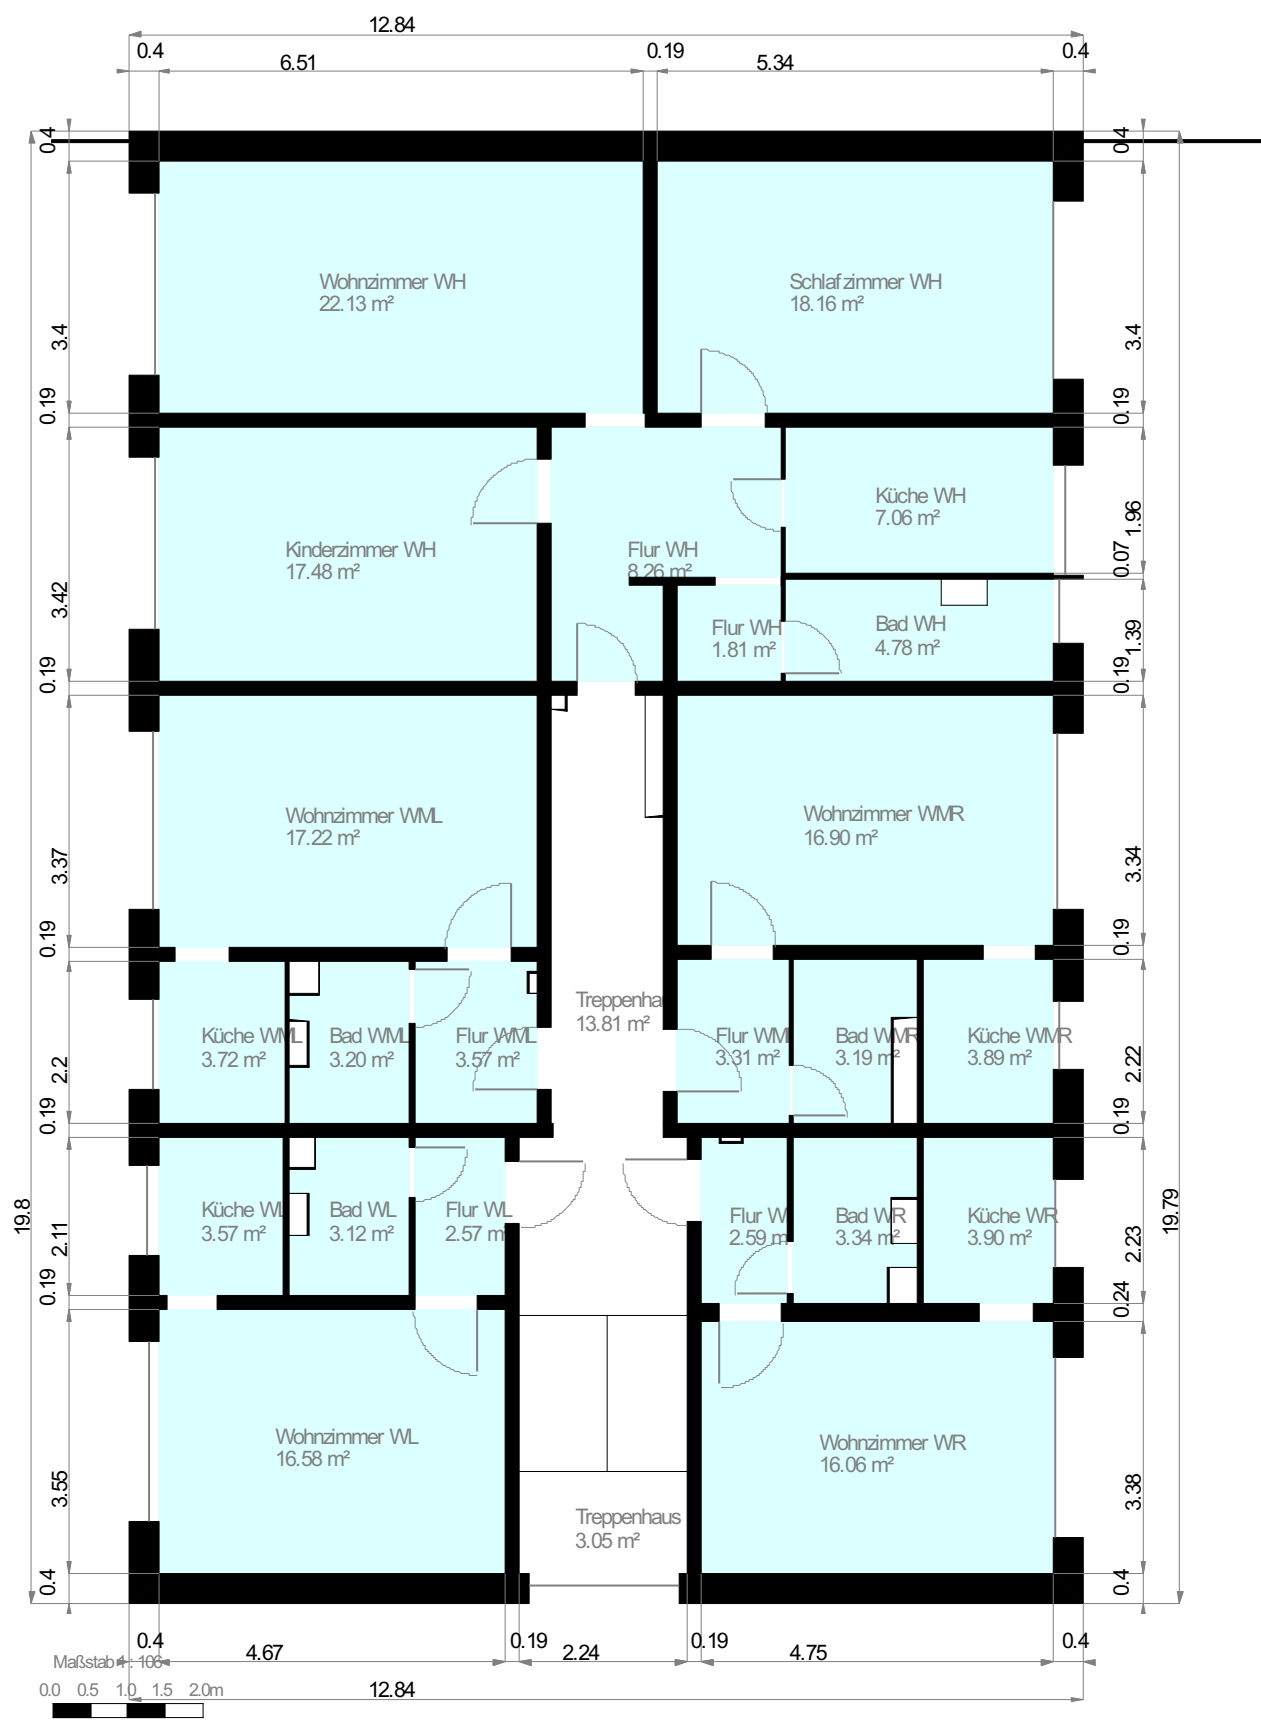 12.84
0.4
0.19
0.4
6.51
5.34
0.4
0.4
Wohnzimmer WH
22.13 m²
Schlafzimmer WH
18.16 m²
3.4
3.4
0.19
0.19
Küche WH
7.06 m²
1.96
Kinderzimmer WH
17.48 m²
Flur WH
8.26 m²
0.07
3.42
Flur WH
1.81 m²
Bad WH
4.78 m²
1.39
0.19
0.19
Wohnzimmer WML
17.22 m²
Wohnzimmer WMR
16.90 m²
3.37
3.34
0.19
0.19
Treppenha
13.81 m²
Küche WML
3.72 m²
Bad WML
3.20 m²
Flur WML
3.57 m²
Flur WM
3.31 m²
Bad WMR
3.19 m²
Küche WMR
3.89 m²
2.2
2.22
0.19
0.19
19.8
19.79
Küche WL
3.57 m²
Bad WL
3.12 m²
Flur WL
2.57 m²
Flur W
2.59 m²
Bad WR
3.34 m²
Küche WR
3.90 m²
2.11
2.23
0.19
0.24
Wohnzimmer WL
16.58 m²
Wohnzimmer WR
16.06 m²
3.55
3.38
Treppenhaus
3.05 m²
0.4
0.4
0.4
0.19
0.19
0.4
4.67
2.24
4.75
Maßstab 1 : 106
0.0 0.5 1.0 1.5 2.0m
12.84